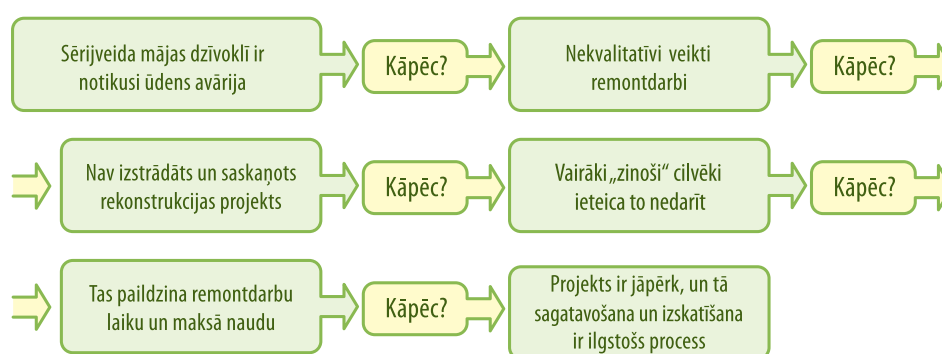 Sērijveida mājas dzīvoklī ir
notikusi ūdens avārija
Kāpēc?
Nekvalitatīvi veikti
remontdarbi
Kāpēc?
Nav izstrādāts un saskaņots
rekonstrukcijas projekts
Kāpēc?
Vairāki „zinoši“ cilvēki
ieteica to nedarīt
Kāpēc?
Tas paildzina remontdarbu
laiku un maksā naudu
Kāpēc?
Projekts ir jāpērk, un tā
sagatavošana un izskatīšana
ir ilgstošs process